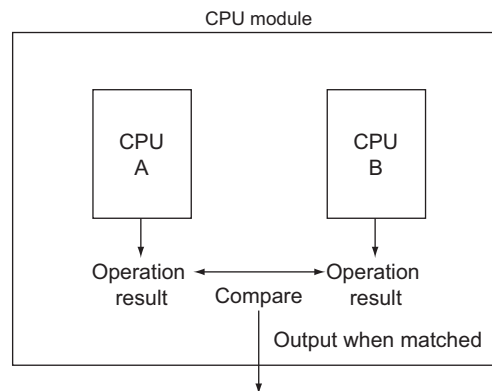 CPU module
CPU
A
CPU
B
Operation
result
Operation
result
Compare
Output when matched